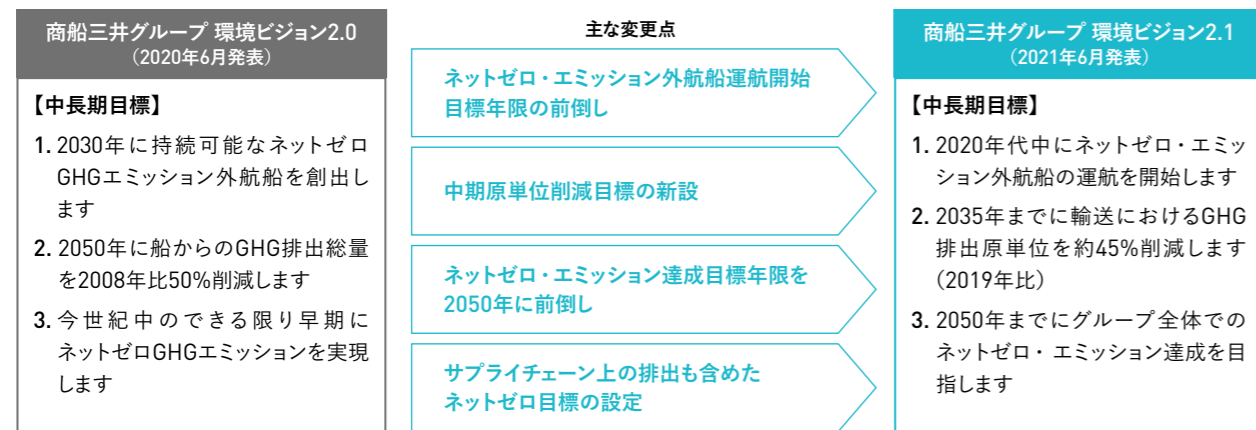 商船三井グループ 環境ビジョン2.0
（2020年6月発表）
【中長期目標】
1. 2030年に持続可能なネットゼロ
GHGエミッション外航船を創出し
ます
2. 2050年に船からのGHG排出総量
を2008年比50%削減します
3. 今世紀中のできる限り早期に
ネットゼロGHGエミッションを実現
します
主な変更点
ネットゼロ・エミッション外航船運航開始
目標年限の前倒し
中期原単位削減目標の新設
ネットゼロ・エミッション達成目標年限を
2050年に前倒し
サプライチェーン上の排出も含めた
ネットゼロ目標の設定
商船三井グループ 環境ビジョン2.1
（2021年6月発表）
【中長期目標】
1. 2020年代中にネットゼロ・エミッ
ション外航船の運航を開始します
2. 2035年までに輸送におけるGHG
排出原単位を約45%削減します
（2019年比）
3. 2050年までにグループ全体での
ネットゼロ・エミッション達成を目
指します